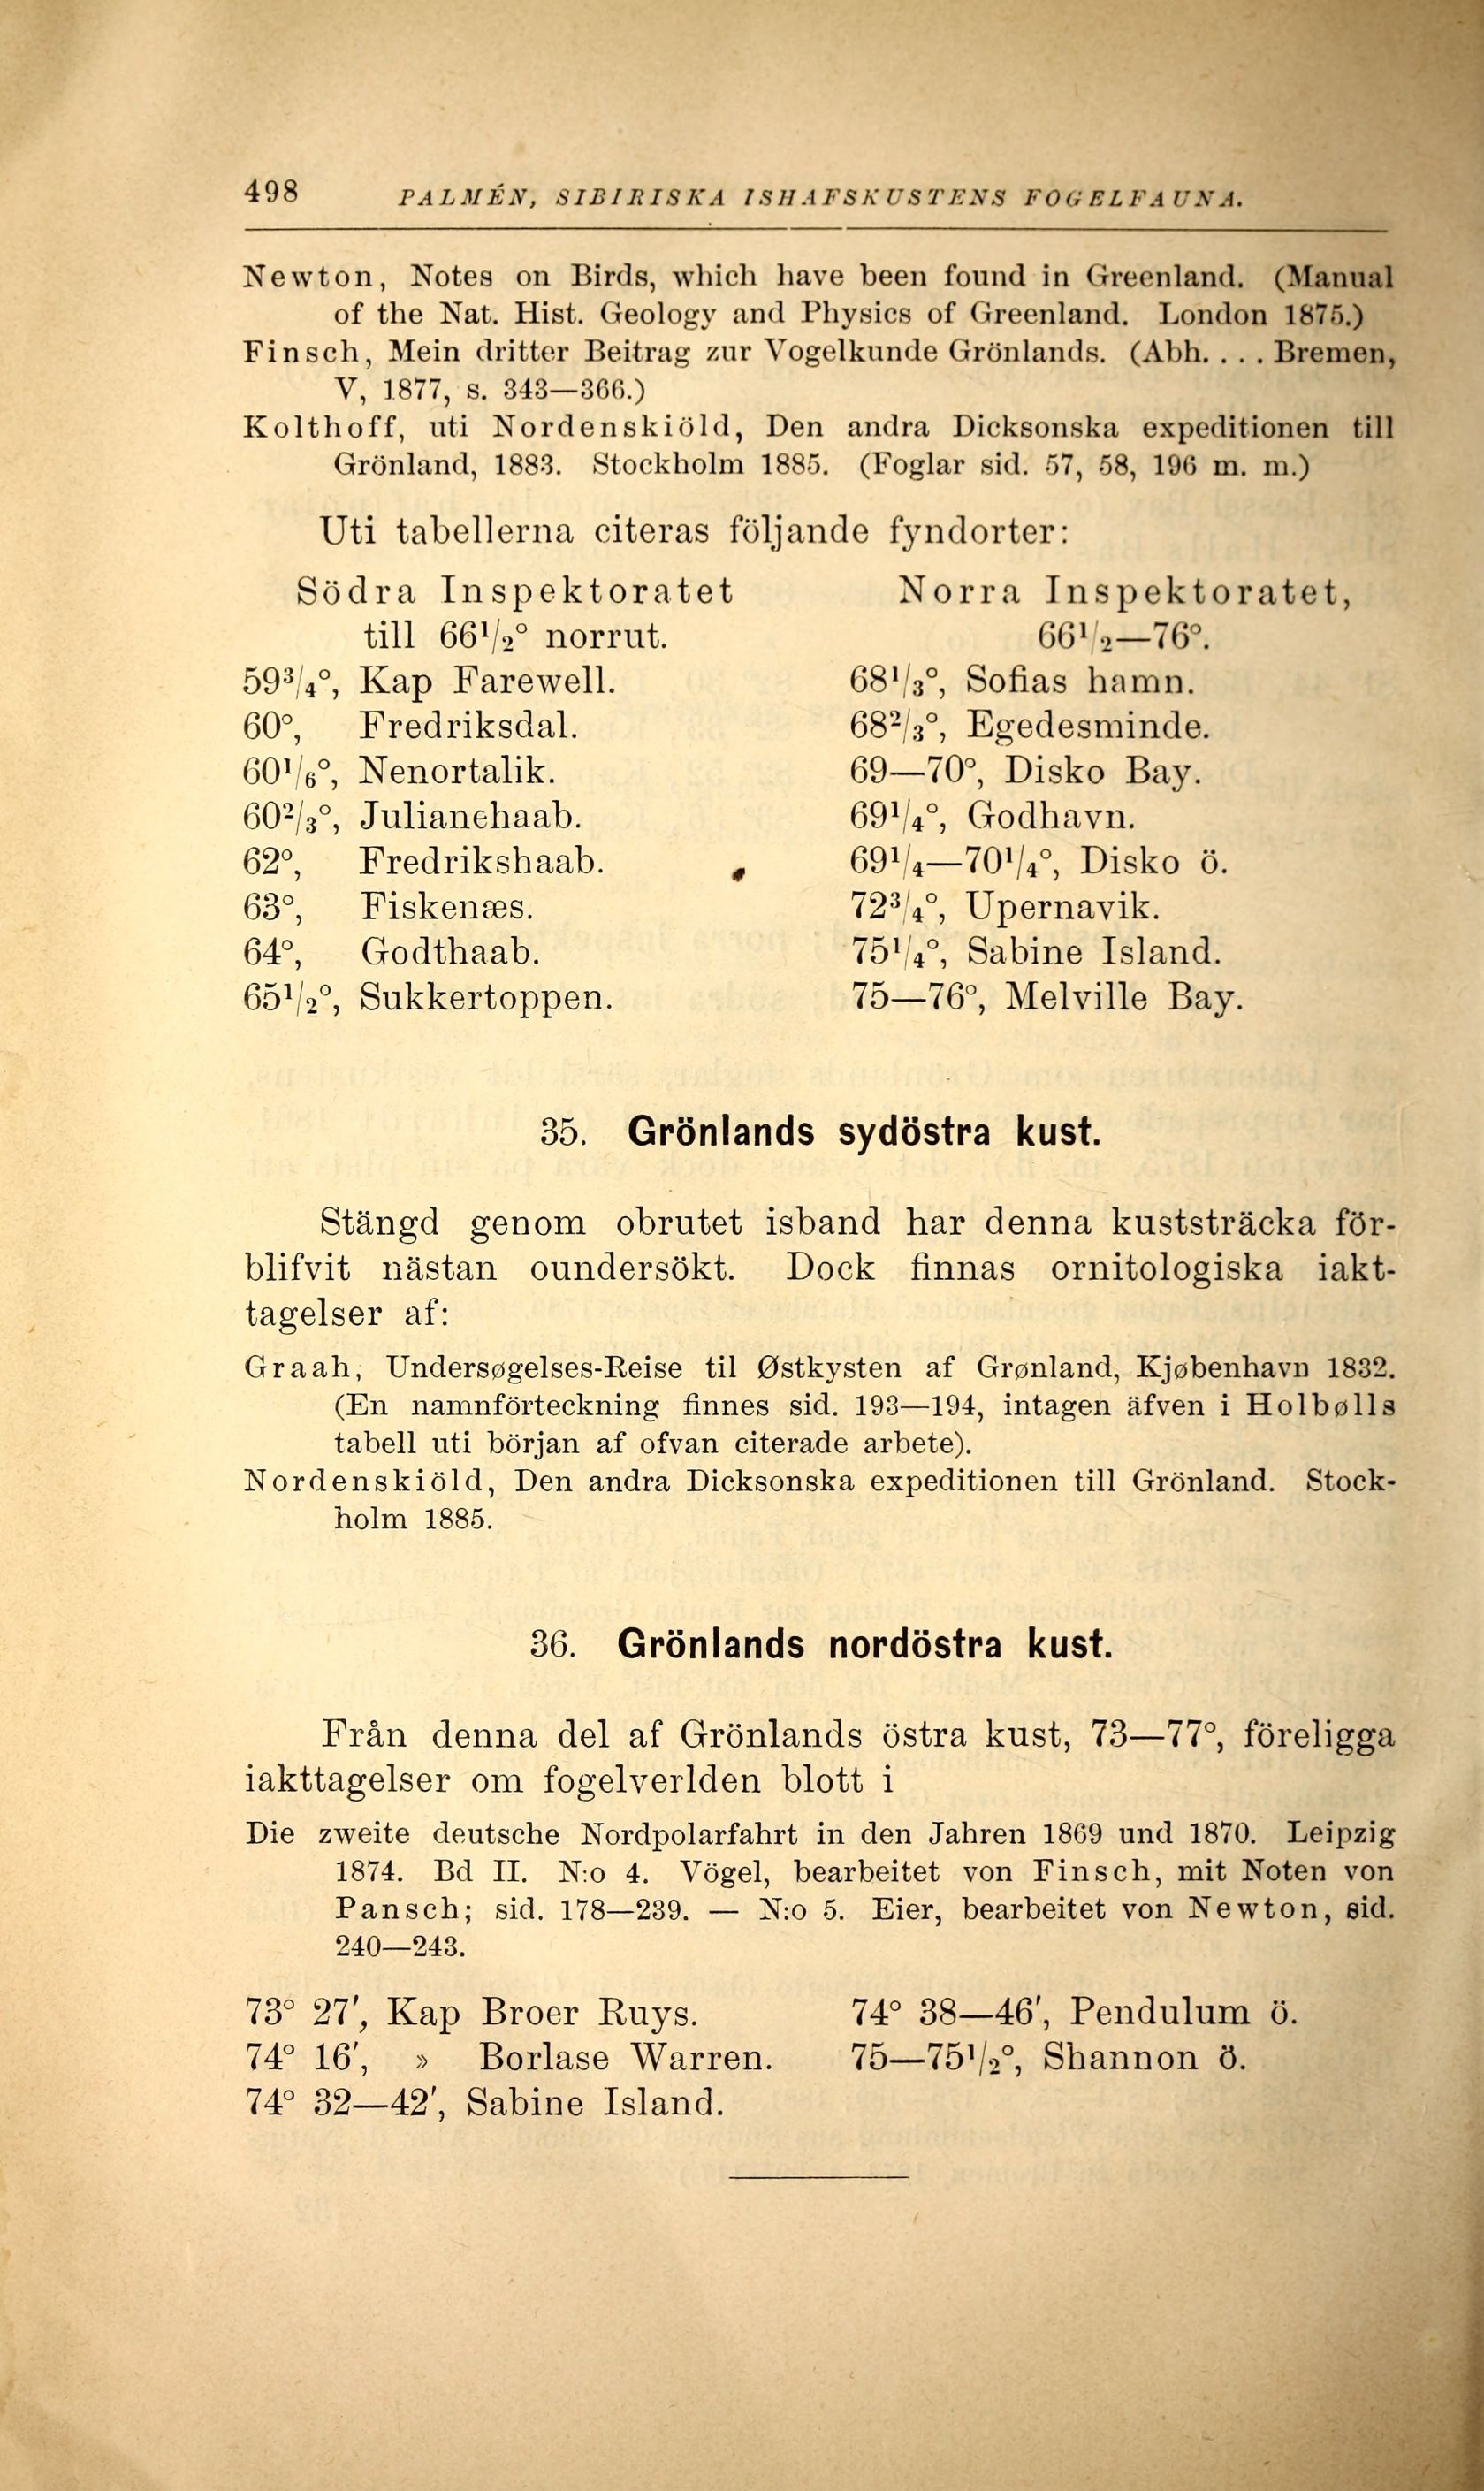 498 PALMÉN, SIBIRISKA ISHAFSKUSTENS FOGELFAUNA.
Newton, Notes on Birds, which have been found in Greenland. (Manual
of the Nat. Hist. Geology and Physics of Greenland. London 1875.)
Finsch, Mein dritter Beitrag zur Vogelkunde Grönlands. (Abh. . . . Bremen,
V, 1877, s. 343—366.)
Kolthoff, uti Nordenskiöld, Den andra Dicksonska expeditionen till
Grönland, 1883. Stockholm 1885. (Foglar sid. 57, 58, 196 m. m.)
Uti tabellerna citeras följande fyndorter:
Södra Inspektoratet
till 66¹/₂° norrut.
59³/₄°, Kap Farewell.
60°, Fredriksdal.
60¹/₆°, Nenortalik.
60²/₃°, Julianehaab.
62°, Fredrikshaab.
63°, Fiskenæs.
64°, Godthaab.
65¹/₂°, Sukkertoppen.
Norra Inspektoratet,
66¹/₂—76°.
68¹/₃°, Sofias hamn.
68²/₃°, Egedesminde.
69—70°, Disko Bay.
69¹/₄°, Godhavn.
69¹/₄—70¹/₄°, Disko ö.
72³/₄°, Upernavik.
75¹/₄°, Sabine Island.
75—76°, Melville Bay.
35. Grönlands sydöstra kust.
Stängd genom obrutet isband har denna kuststräcka för-
blifvit nästan oundersökt. Dock finnas ornitologiska iakt-
tagelser af:
Graah, Undersøgelses-Reise til Østkysten af Grønland, Kjøbenhavn 1832.
(En namnförteckning finnes sid. 193—194, intagen äfven i Holbølls
tabell uti början af ofvan citerade arbete).
Nordenskiöld, Den andra Dicksonska expeditionen till Grönland. Stock-
holm 1885.
36. Grönlands nordöstra kust.
Från denna del af Grönlands östra kust, 73—77°, föreligga
iakttagelser om fogelverlden blott i
Die zweite deutsche Nordpolarfahrt in den Jahren 1869 und 1870. Leipzig
1874. Bd II. N:o 4. Vögel, bearbeitet von Finsch, mit Noten von
Pansch; sid. 178—239. — N:o 5. Eier, bearbeitet von Newton, sid.
240—243.
73° 27', Kap Broer Ruys.
74° 16', » Borlase Warren.
74° 32—42', Sabine Island.
74° 38—46', Pendulum ö.
75—75¹/₂°, Shannon ö.